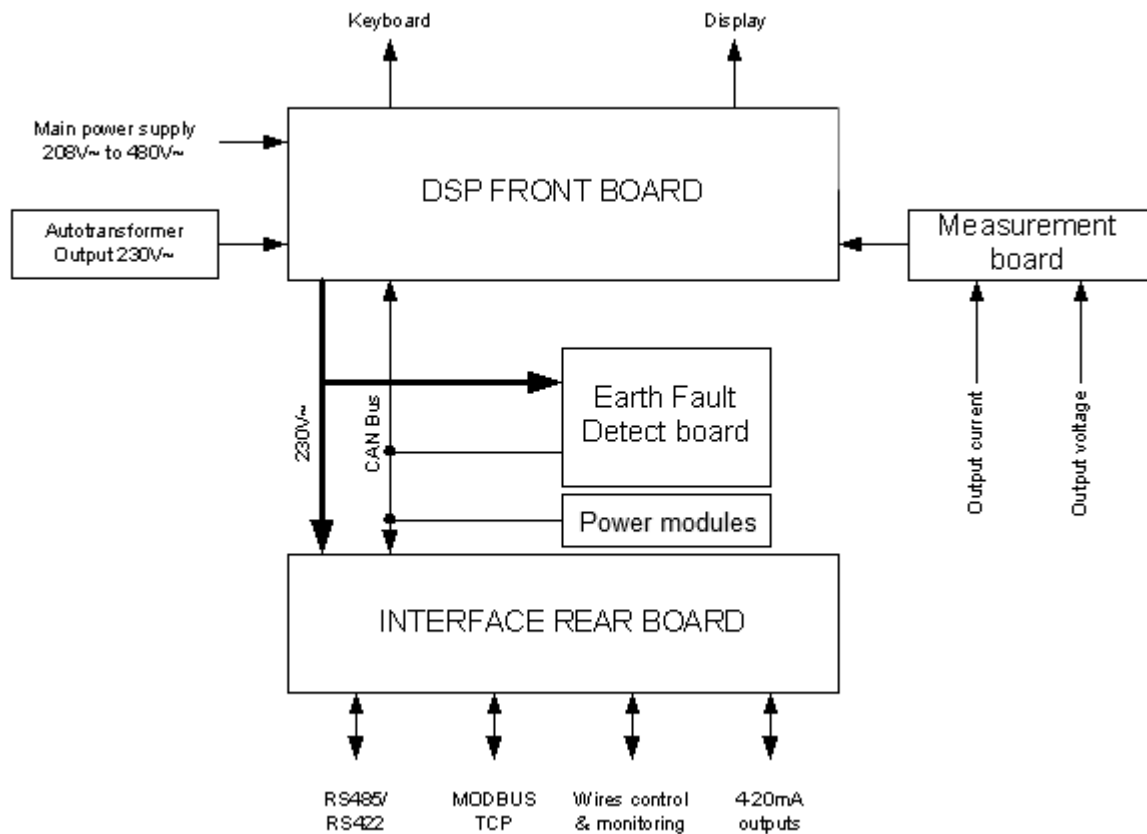 Keyboard
Display
Main power supply
208V~ to 480V~
DSP FRONT BOARD
Autotransformer
Output 230V~
Measurement
board
230V~
CAN Bus
Earth Fault
Detect board
Output current
Output voltage
Power modules
INTERFACE REAR BOARD
RS485/
RS422
MODBUS
TCP
Wires control
& monitoring
4-20mA
outputs